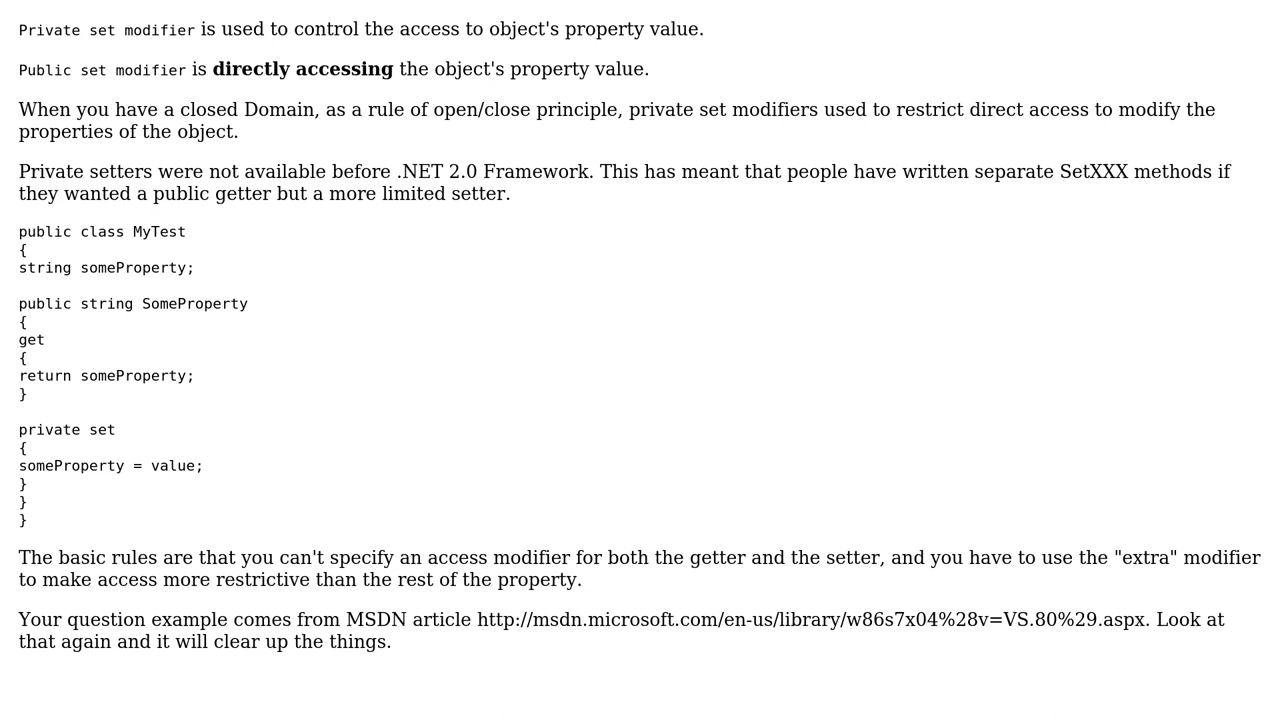 Private set modifier is used to control the access to object's property value.
Public set modifier is directly accessing the object's property value.
When you have a closed Domain, as a rule of open/close principle, private set modifiers used to restrict direct access to modify the
properties of the object.
Private setters were not available before .NET 2.0 Framework. This has meant that people have written separate SetXXX methods if
they wanted a public getter but a more limited setter.
public class MyTest
{
string someProperty;
public string SomeProperty
{
get
{
return someProperty;
}
private set
{
someProperty = value;
}
}
}
The basic rules are that you can't specify an access modifier for both the getter and the setter, and you have to use the "extra" modifier
to make access more restrictive than the rest of the property.
Your question example comes from MSDN article http://msdn.microsoft.com/en-us/library/w86s7x04%28v=VS.80%29.aspx. Look at
that again and it will clear up the things.